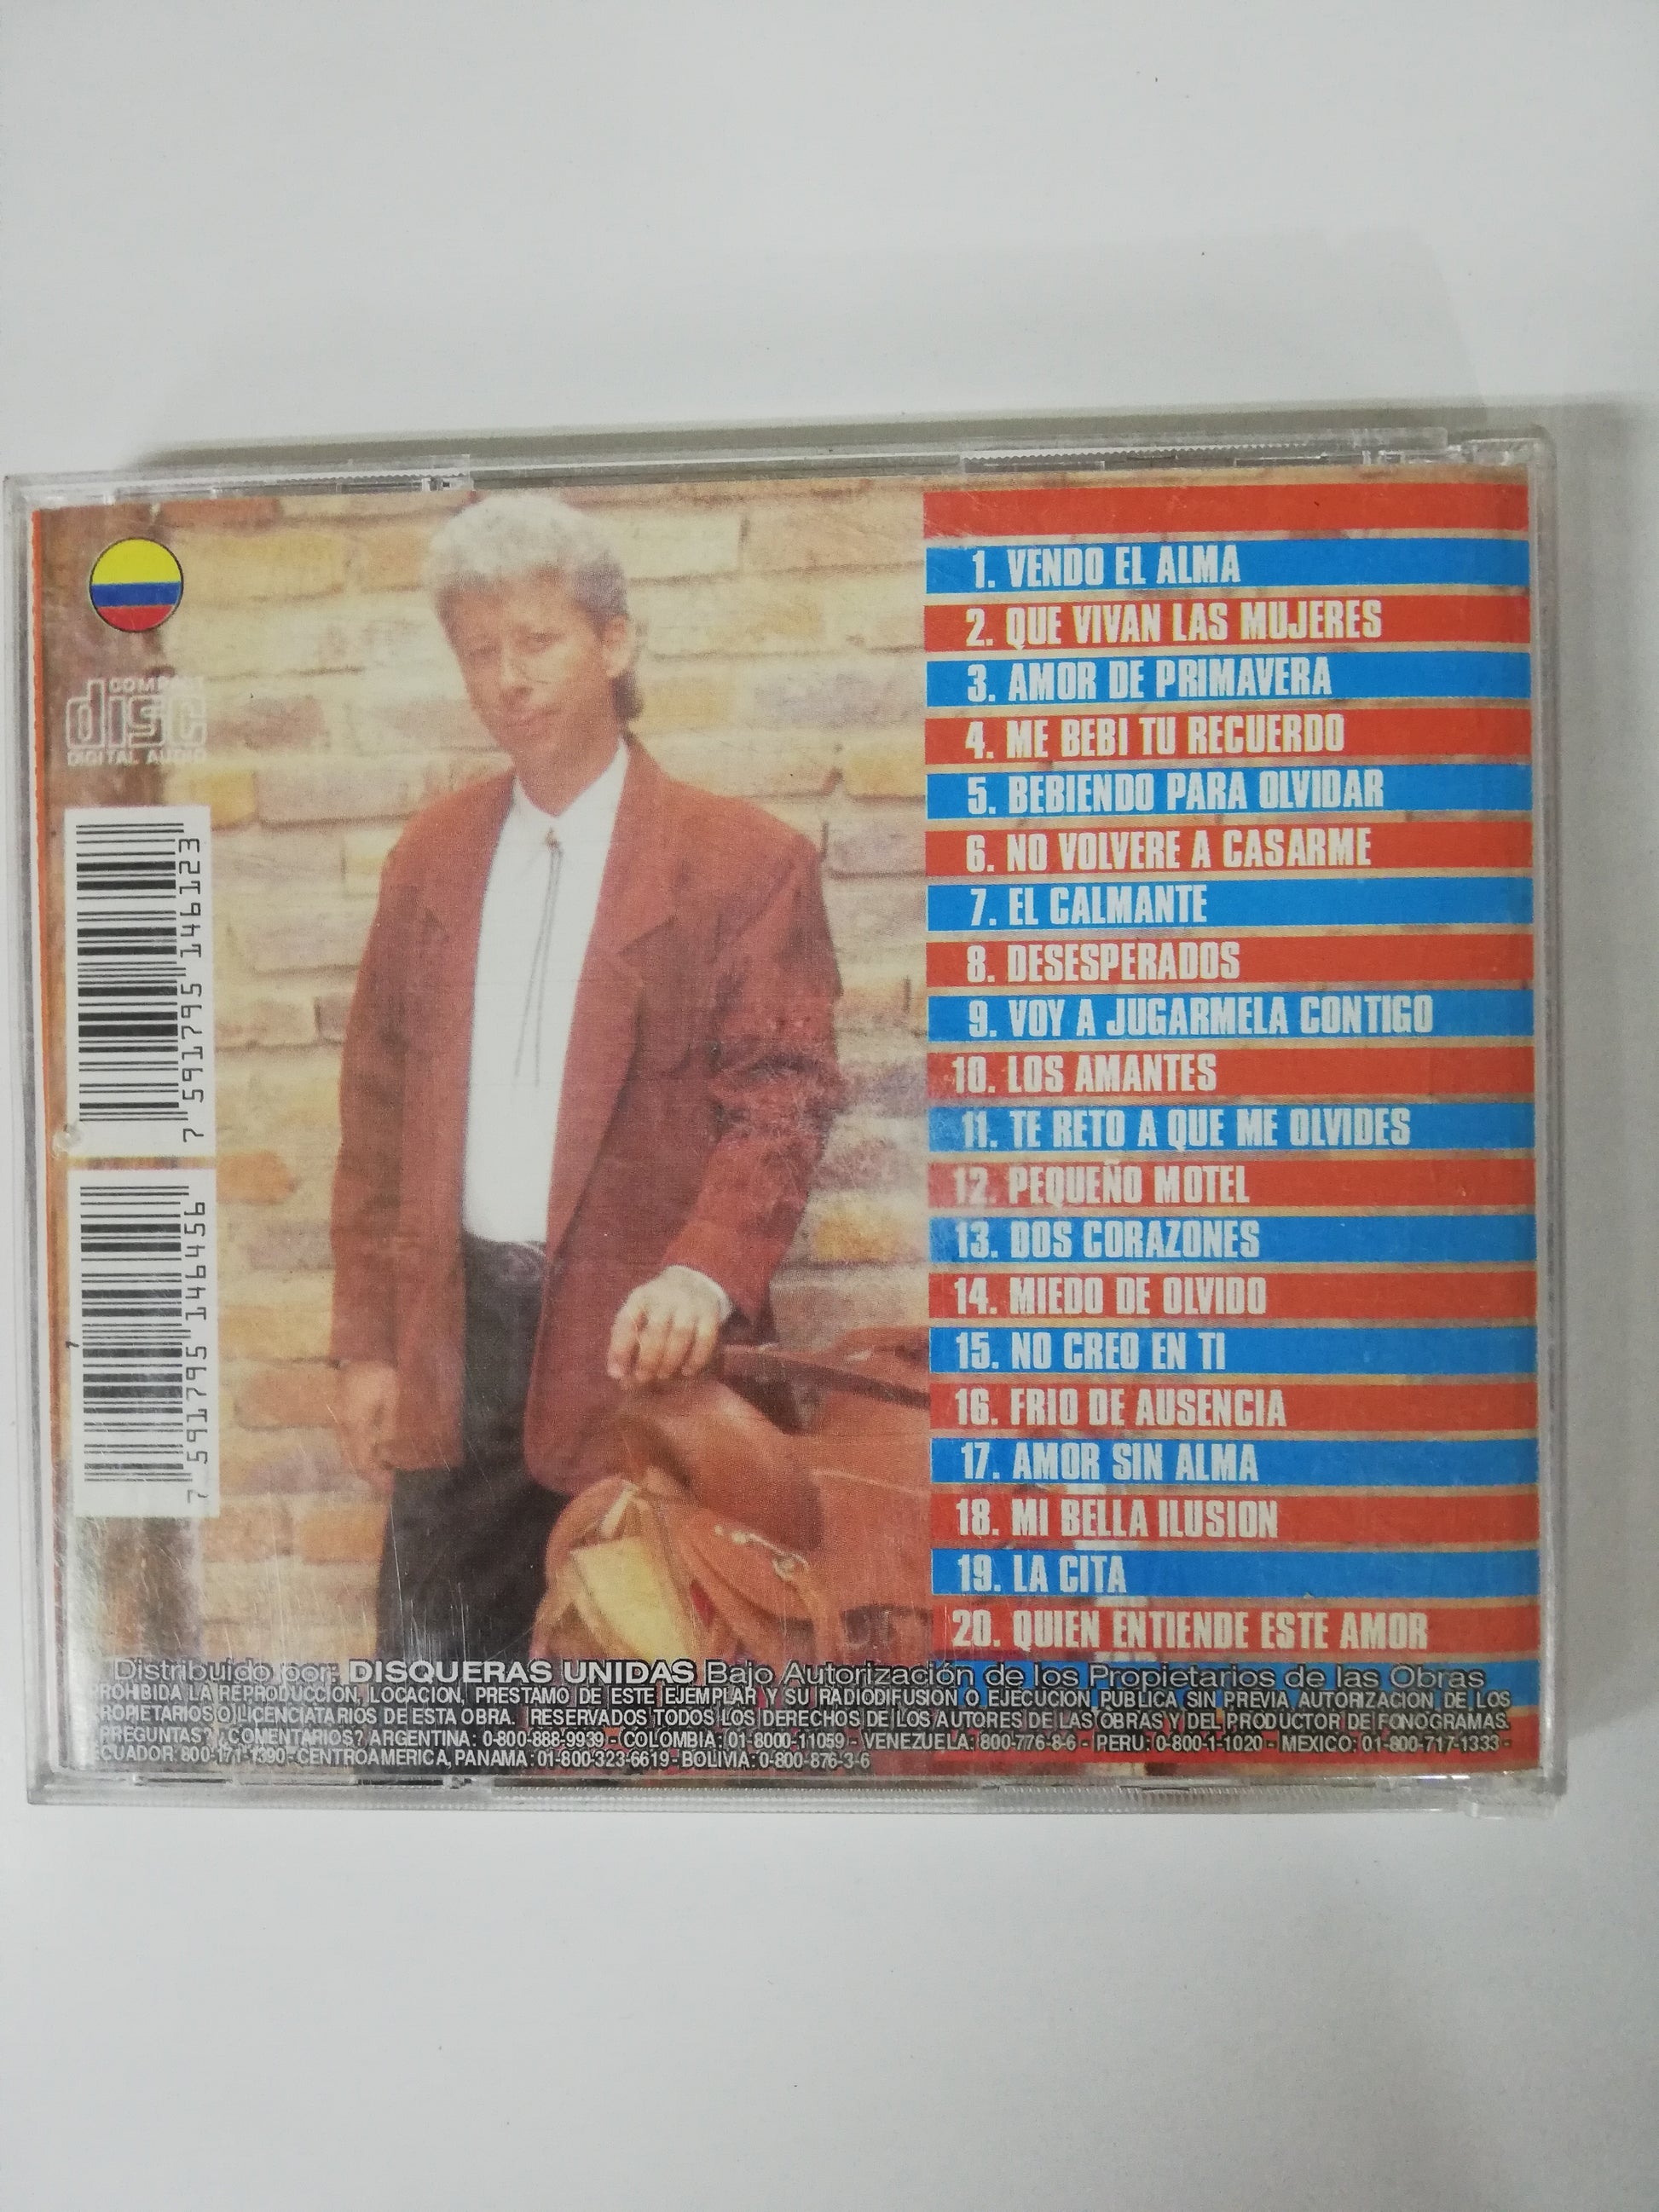 COMPACT
disc
DIGITAL AUDIO
7 591795 146123
7 591795 146456
1. VENDO EL ALMA
2. QUE VIVAN LAS MUJERES
3. AMOR DE PRIMAVERA
4. ME BEBI TU RECUERDO
5. BEBIENDO PARA OLVIDAR
6. NO VOLVERE A CASARME
7. EL CALMANTE
8. DESESPERADOS
9. VOY A JUGARMELA CONTIGO
10. LOS AMANTES
11. TE RETO A QUE ME OLVIDES
12. PEQUEÑO MOTEL
13. DOS CORAZONES
14. MIEDO DE OLVIDO
15. NO CREO EN TI
16. FRIO DE AUSENCIA
17. AMOR SIN ALMA
18. MI BELLA ILUSION
19. LA CITA
20. QUIEN ENTIENDE ESTE AMOR
Distribuido por: DISQUERAS UNIDAS Bajo Autorización de los Propietarios de las Obras
PROHIBIDA LA REPRODUCCION, LOCACION, PRESTAMO DE ESTE EJEMPLAR Y SU RADIODIFUSION O EJECUCION PUBLICA SIN PREVIA AUTORIZACION DE LOS
ROPIETARIOS O LICENCIATARIOS DE ESTA OBRA. RESERVADOS TODOS LOS DERECHOS DE LOS AUTORES DE LAS OBRAS Y DEL PRODUCTOR DE FONOGRAMAS.
PREGUNTAS? ¿COMENTARIOS? ARGENTINA: 0-800-888-9939 - COLOMBIA: 01-8000-11059 - VENEZUELA: 800-776-8-6 - PERU: 0-800-1-1020 - MEXICO: 01-800-717-1333 -
CUADOR: 800-171-1390 - CENTROAMERICA, PANAMA: 01-800-323-6619 - BOLIVIA: 0-800-876-3-6